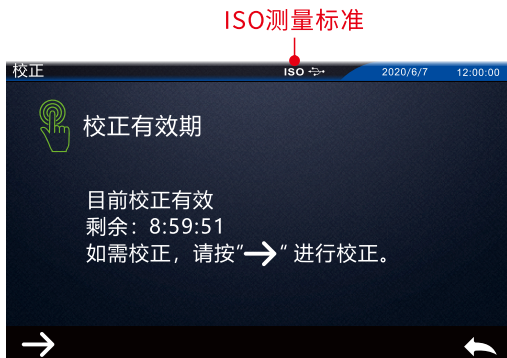 ISO测量标准
校正 ISO 2020/6/7 12:00:00
校正有效期
目前校正有效
剩余：8:59:51
如需校正，请按"→“ 进行校正。